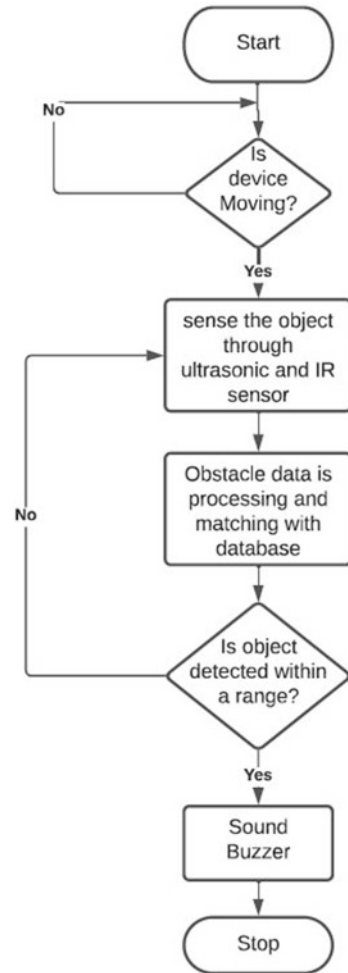 Start
No
Is
device
Moving?
Yes
sense the object
through
ultrasonic and IR
sensor
Obstacle data is
processing and
matching with
database
No
Is object
detected within
a range?
Yes
Sound
Buzzer
Stop